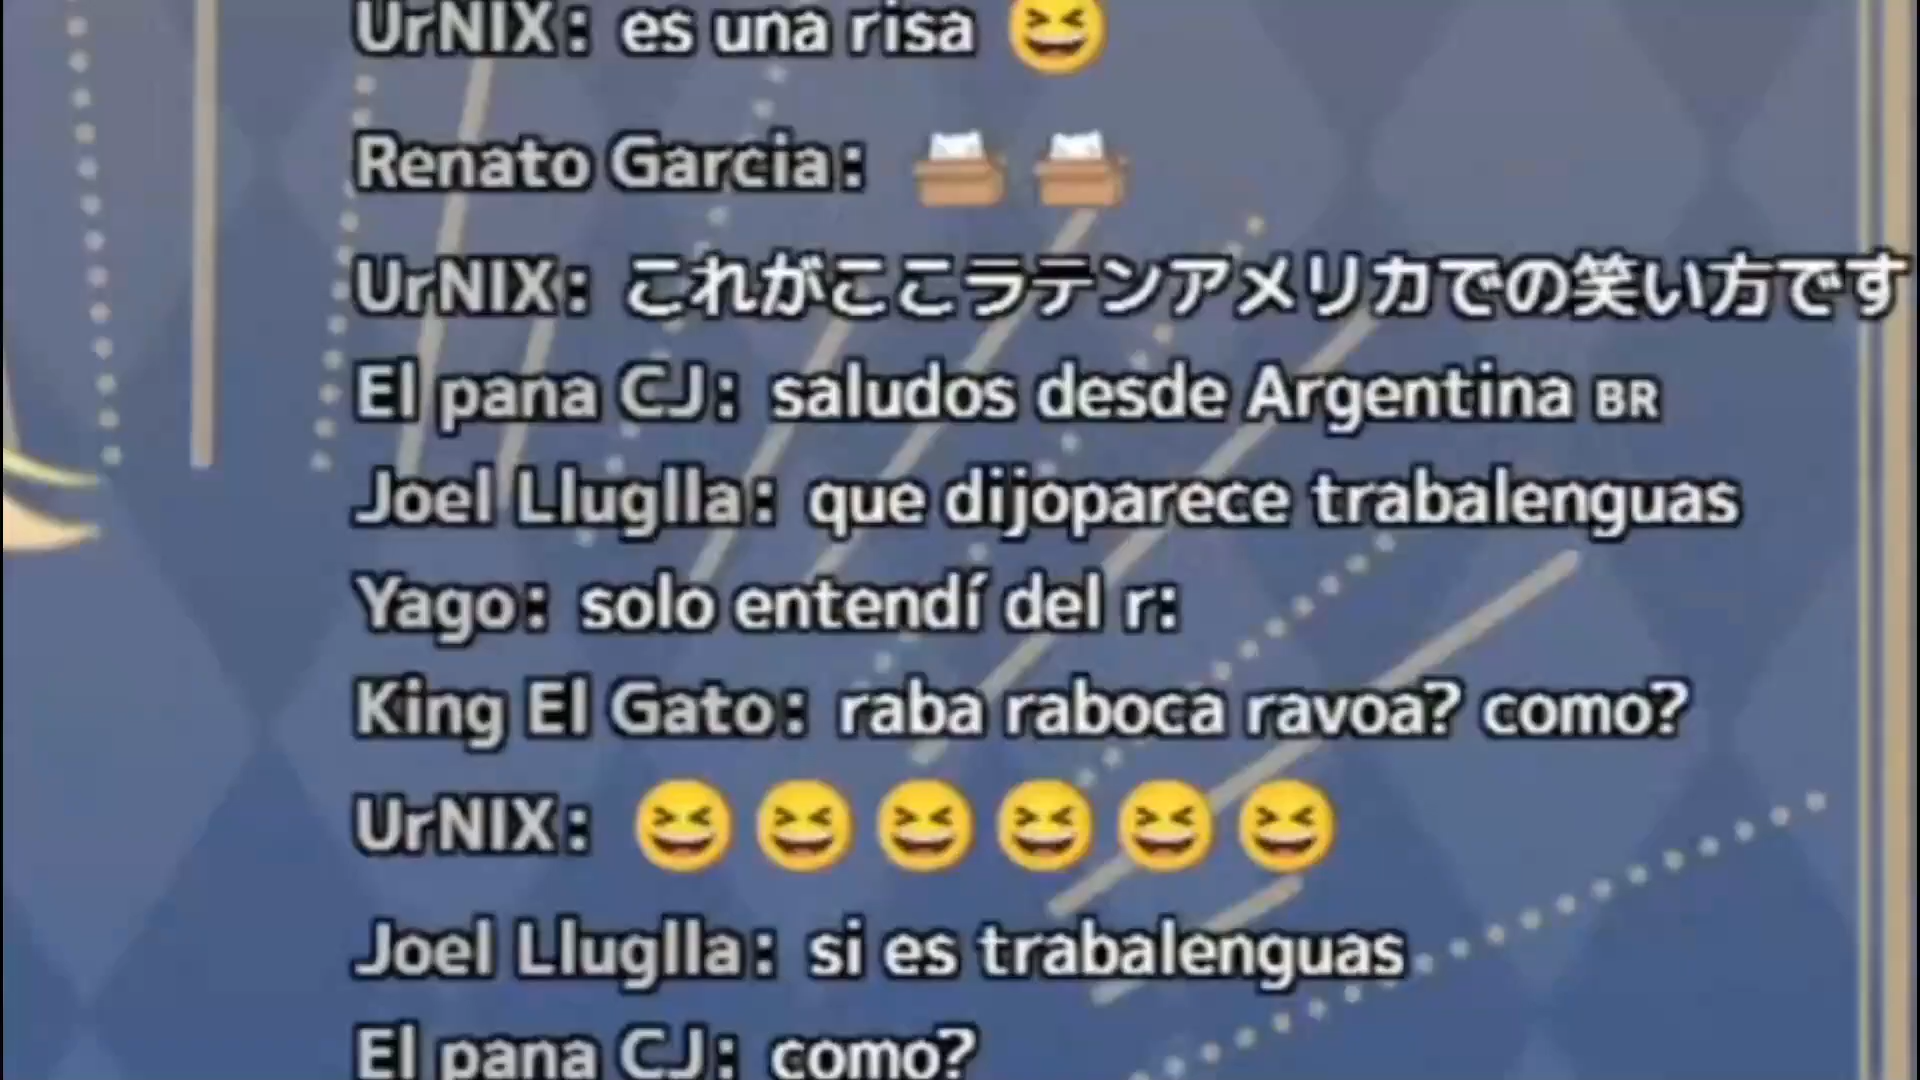 UrNIX: es una risa 😆
Renato Garcia:
UrNIX: これがここラテンアメリカでの笑い方です
El pana CJ: saludos desde Argentina BR
Joel Lluglla: que dijoparece trabalenguas
Yago: solo entendí del r:
King El Gato: raba raboca ravoa? como?
UrNIX: 😆😆😆😆😆😆
Joel Lluglla: si es trabalenguas
El pana CJ: como?